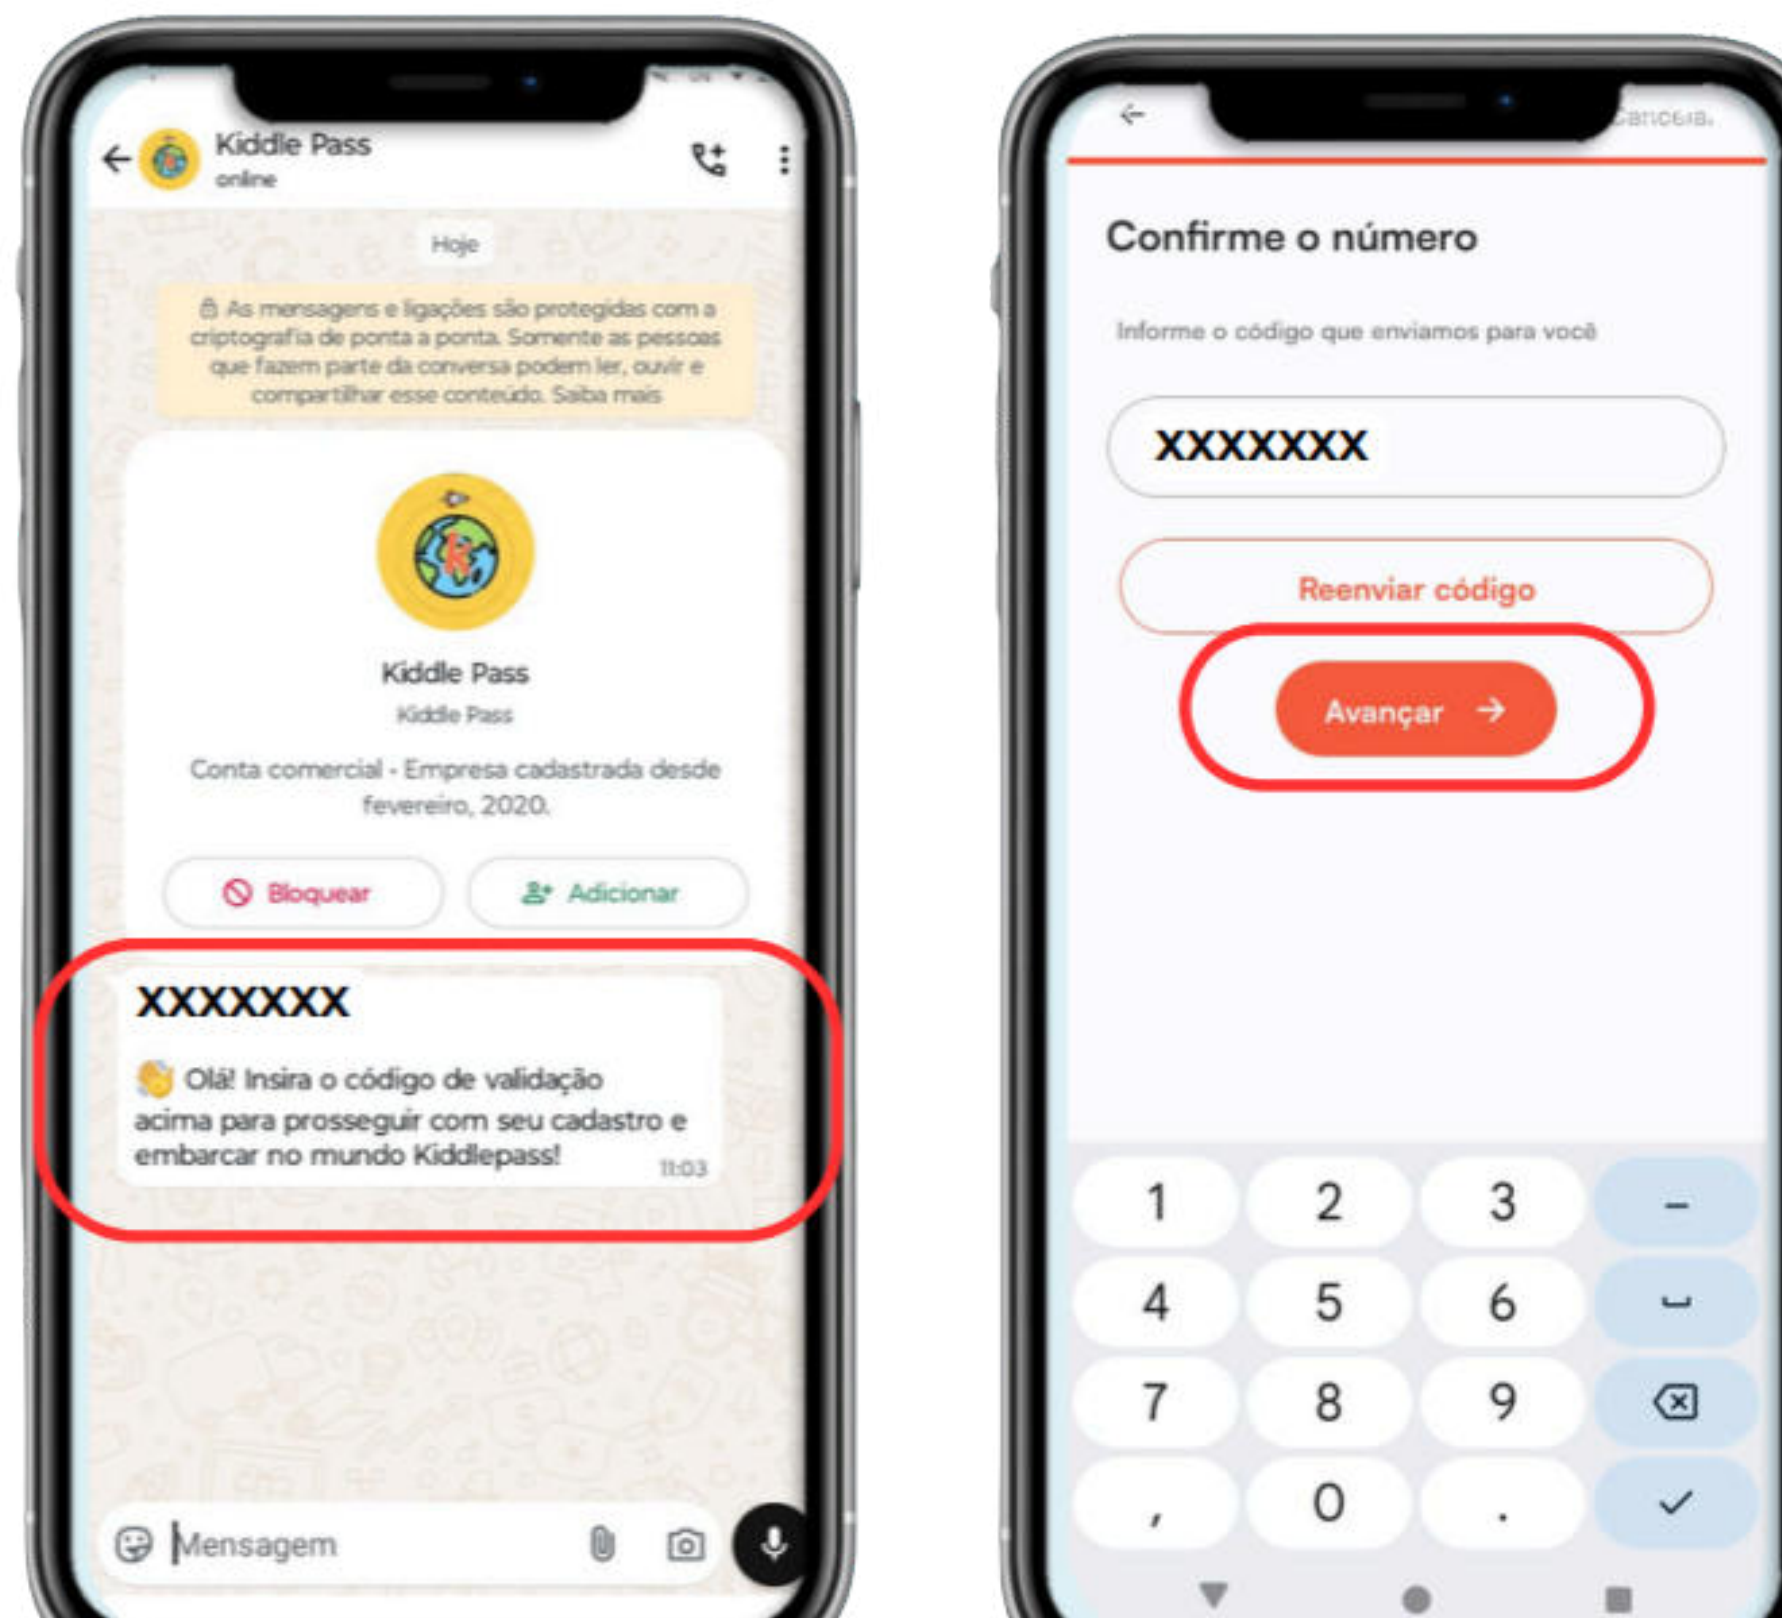 Kiddle Pass
online
Hoje
As mensagens e ligações são protegidas com a
criptografia de ponta a ponta. Somente as pessoas
que fazem parte da conversa podem ler, ouvir e
compartilhar esse conteúdo. Saiba mais
K
Kiddle Pass
Kiddle Pass
Conta comercial - Empresa cadastrada desde
fevereiro, 2020.
Bloquear
Adicionar
XXXXXXX
👋 Olá! Insira o código de validação
acima para prosseguir com seu cadastro e
embarcar no mundo Kiddlepass!
11:03
Mensagem
Cancelar
Confirme o número
Informe o código que enviamos para você
XXXXXXX
Reenviar código
Avançar →
1 2 3 -
4 5 6
7 8 9
, 0 .